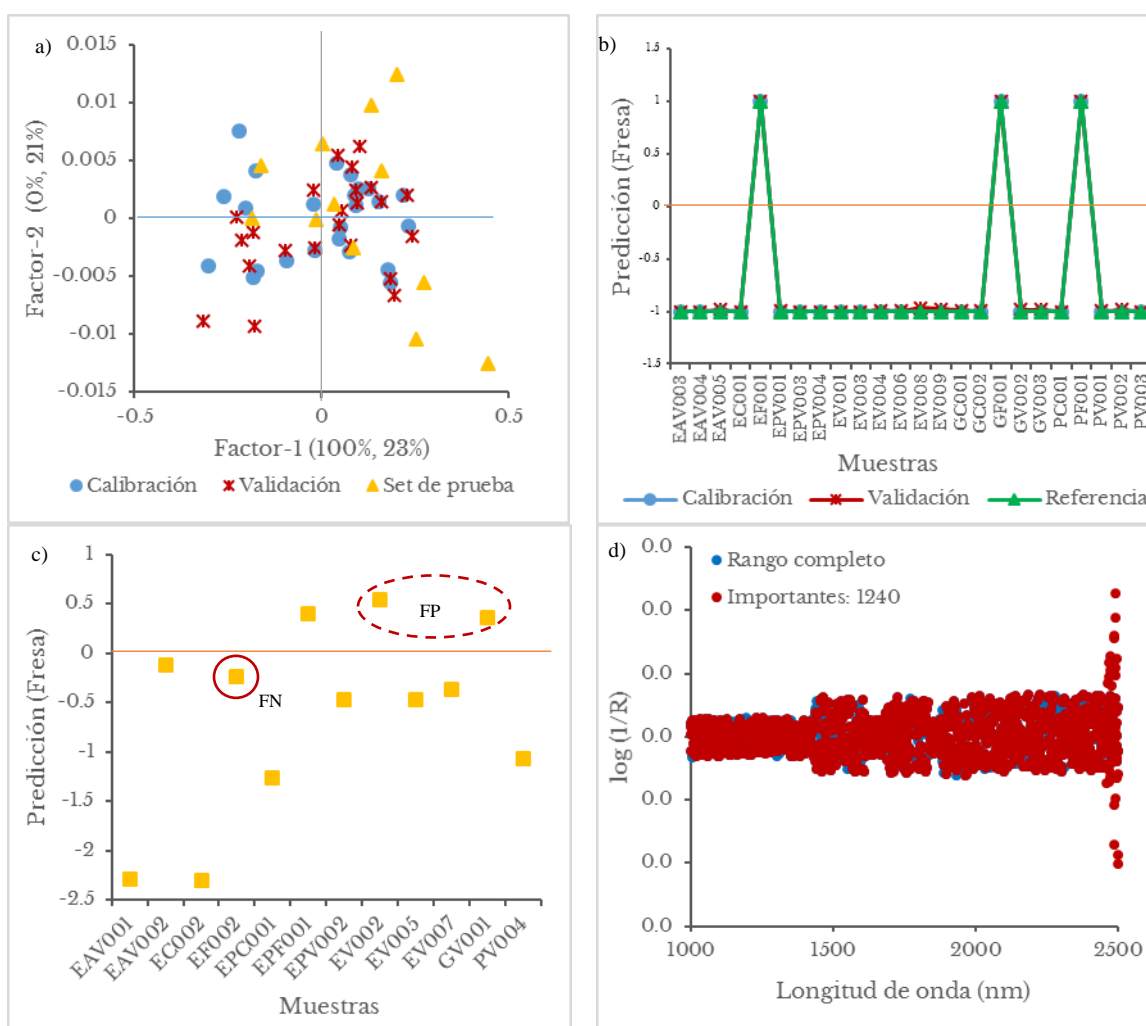 a)
0.015
0.01
0.005
0
-0.005
-0.01
-0.015
-0.5
0
0.5
Factor-2 (0%, 21%)
Factor-1 (100%, 23%)
Calibración
Validación
Set de prueba
b)
1.5
1
0.5
0
-0.5
-1
-1.5
Predicción (Fresa)
EAV003
EAV004
EAV005
EC001
EF001
EPV001
EPV003
EPV004
EV001
EV003
EV004
EV006
EV008
EV009
GC001
GC002
GF001
GV002
GV003
PC001
PF001
PV001
PV002
PV003
Muestras
Calibración
Validación
Referencia
c)
1
0.5
0
-0.5
-1
-1.5
-2
-2.5
Predicción (Fresa)
FP
FN
EAV001
EAV002
EC002
EF002
EPC001
EPF001
EPV002
EV002
EV005
EV007
GV001
PV004
Muestras
d)
0.0
0.0
0.0
0.0
0.0
0.0
0.0
log (1/R)
Rango completo
Importantes: 1240
1000
1500
2000
2500
Longitud de onda (nm)